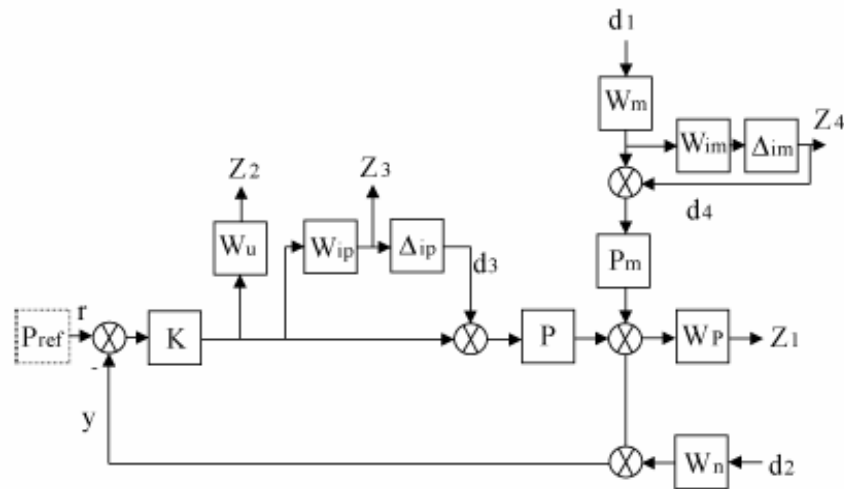 d1
Wm
Wim
Δim
Z4
d4
Z2
Z3
Wu
Wip
Δip
d3
Pm
Pref
r
K
P
WP
Z1
-
y
Wn
d2